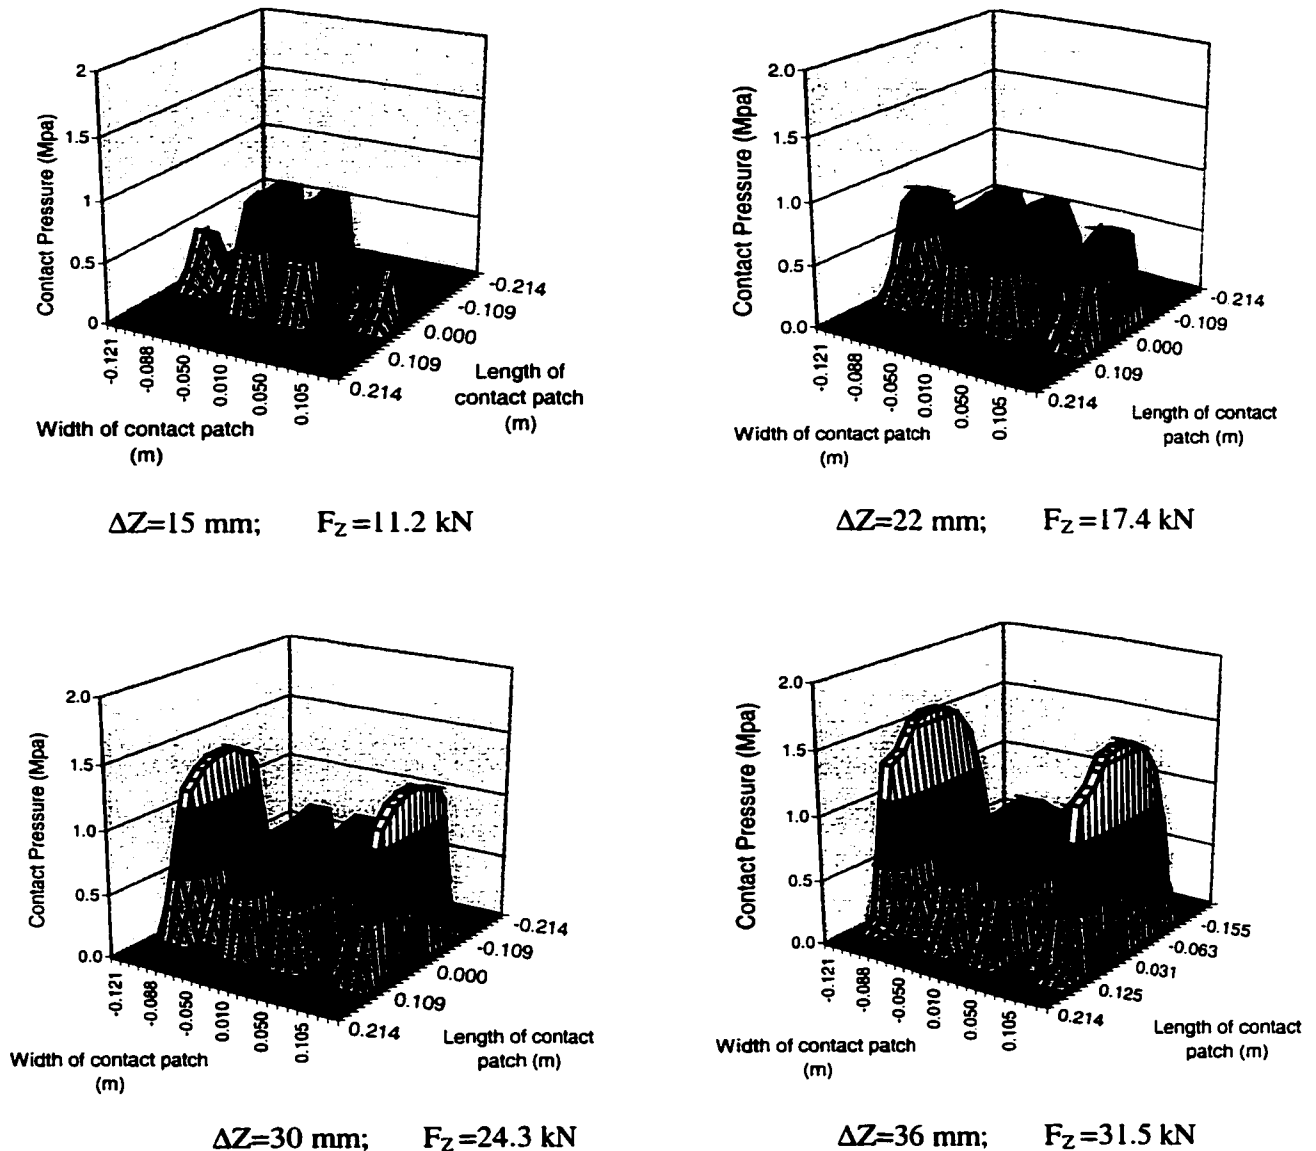 Contact Pressure (Mpa)
2
1.5
1
0.5
0
-0.121
-0.088
-0.050
0.010
0.050
0.105
-0.214
-0.109
0.000
0.109
0.214
Width of contact patch
(m)
Length of
contact patch
(m)
ΔZ=15 mm; FZ=11.2 kN
Contact Pressure (Mpa)
2.0
1.5
1.0
0.5
0.0
-0.121
-0.088
-0.050
0.010
0.050
0.105
-0.214
-0.109
0.000
0.109
0.214
Width of contact patch
(m)
Length of contact
patch (m)
ΔZ=22 mm; FZ=17.4 kN
Contact Pressure (Mpa)
2.0
1.5
1.0
0.5
0.0
-0.121
-0.088
-0.050
0.010
0.050
0.105
-0.214
-0.109
0.000
0.109
0.214
Width of contact patch
(m)
Length of contact
patch (m)
ΔZ=30 mm; FZ=24.3 kN
Contact Pressure (Mpa)
2.0
1.5
1.0
0.5
0.0
-0.121
-0.088
-0.050
0.010
0.050
0.105
-0.155
-0.063
0.031
0.125
0.214
Width of contact patch
(m)
Length of contact
patch (m)
ΔZ=36 mm; FZ=31.5 kN